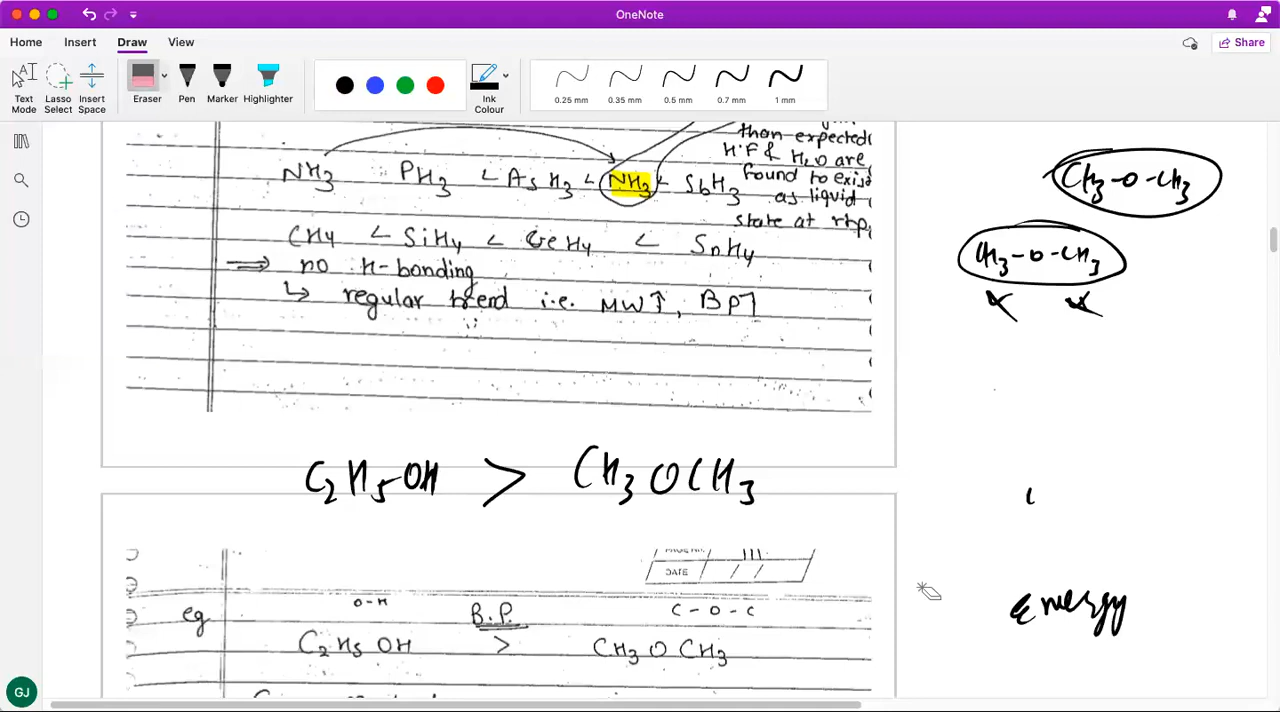 OneNote
Home Insert Draw View
Share
Text Mode
Lasso Select
Insert Space
Eraser
Pen
Marker
Highlighter
Ink Colour
0.25 mm
0.35 mm
0.5 mm
0.7 mm
1 mm
than expected
H·F & H2O are
found to exist
as liquid
state at rtp,
NH3 PH3 < AsH3 < NH3 < SbH3
CH4 < SiH4 < GeH4 < SnH4
⟹ no H-bonding
↳ regular trend i.e. MW↑, BP↑
CH3-O-CH3
CH3-O-CH3
C2H5-OH > CH3OCH3
DATE
eg O-H B.P. C-O-C
C2H5OH > CH3OCH3
Energy
GJ